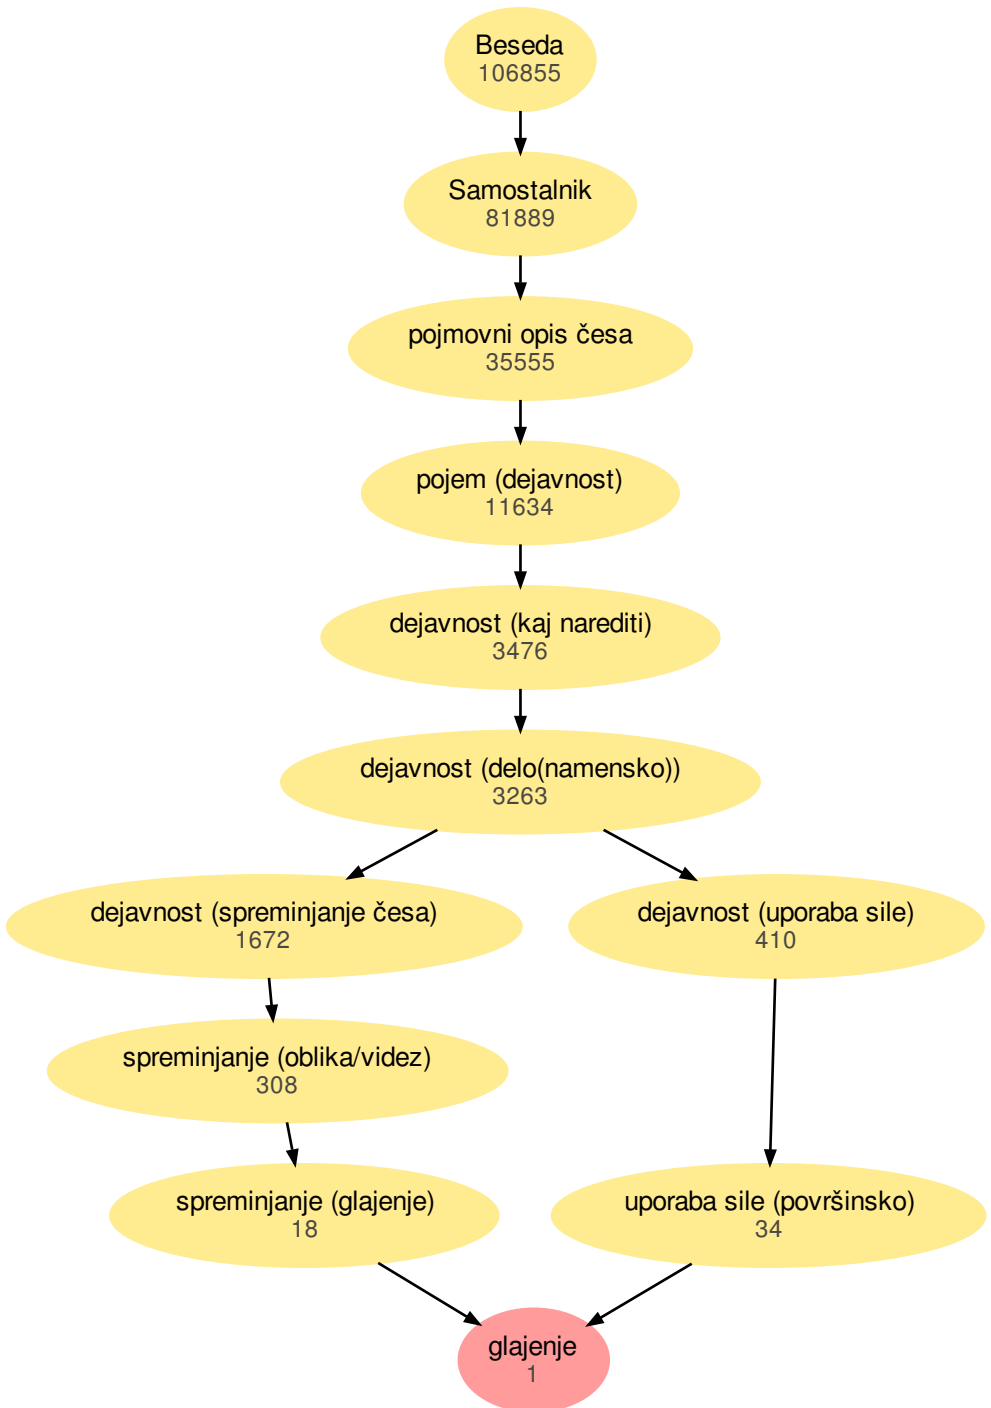 Beseda
106855
Samostalnik
81889
pojmovni opis česa
35555
pojem (dejavnost)
11634
dejavnost (kaj narediti)
3476
dejavnost (delo(namensko))
3263
dejavnost (spreminjanje česa)
1672
dejavnost (uporaba sile)
410
spreminjanje (oblika/videz)
308
spreminjanje (glajenje)
18
uporaba sile (površinsko)
34
glajenje
1